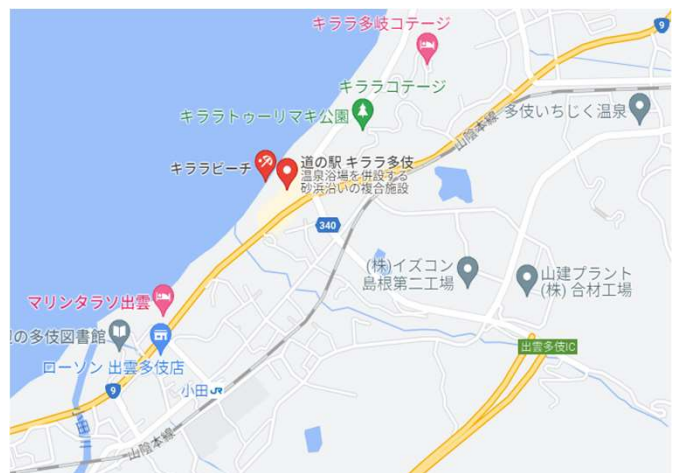 キララ多岐コテージ
9
キララコテージ
キララトゥーリマキ公園
山陰本線
多伎いちじく温泉
キララビーチ
道の駅 キララ多伎
温泉浴場を併設する
砂浜沿いの複合施設
340
(株)イズコン
島根第二工場
山建プラント
(株) 合材工場
マリンタラソ出雲
の多伎図書館
ローソン 出雲多伎店
出雲多伎IC
9
小田 JR
小田川
山陰本線